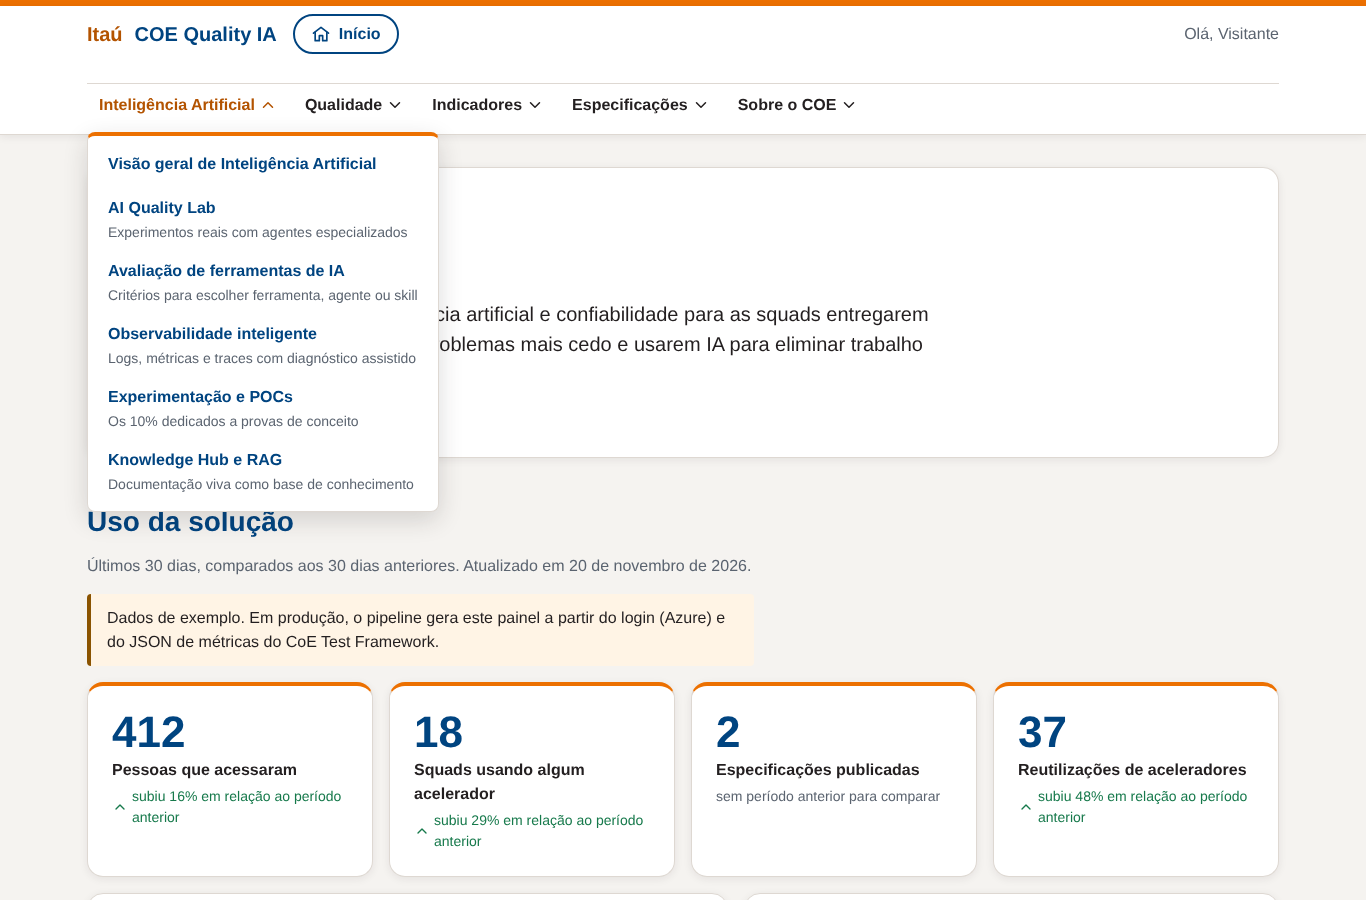 Itaú COE Quality IA Início Olá, Visitante
Inteligência Artificial Qualidade Indicadores Especificações Sobre o COE
Visão geral de Inteligência Artificial
AI Quality Lab
Experimentos reais com agentes especializados
Avaliação de ferramentas de IA
Critérios para escolher ferramenta, agente ou skill
Observabilidade inteligente
Logs, métricas e traces com diagnóstico assistido
Experimentação e POCs
Os 10% dedicados a provas de conceito
Knowledge Hub e RAG
Documentação viva como base de conhecimento
artificial e confiabilidade para as squads entregarem
mais cedo e usarem IA para eliminar trabalho
Uso da solução
Últimos 30 dias, comparados aos 30 dias anteriores. Atualizado em 20 de novembro de 2026.
Dados de exemplo. Em produção, o pipeline gera este painel a partir do login (Azure) e
do JSON de métricas do CoE Test Framework.
412
Pessoas que acessaram
subiu 16% em relação ao período
anterior
18
Squads usando algum
acelerador
subiu 29% em relação ao período
anterior
2
Especificações publicadas
sem período anterior para comparar
37
Reutilizações de aceleradores
subiu 48% em relação ao período
anterior